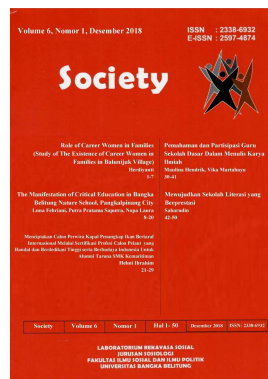 Volume 6, Nomor 1, Desember 2018
ISSN : 2338-6932
E-ISSN : 2597-4874
Society
Role of Career Women in Families
(Study of The Existence of Career Women in
Families in Balunijuk Village)
Herdiyanti
1-7
The Manifestation of Critical Education in Bangka
Belitung Nature School, Pangkalpinang City
Luna Febriani, Putra Pratama Saputra, Nopa Laura
8-20
Menciptakan Calon Perwira Kapal Penangkap Ikan Bertaraf
Internasional Melalui Sertifikasi Profesi Calon Pelaut yang
Handal dan Berdedikasi Tinggi serta Berbudaya Indonesia Untuk
Alumni Taruna SMK Kemaritiman
Helmi Ibrahim
21-29
Pemahaman dan Partisipasi Guru
Sekolah Dasar Dalam Menulis Karya
Ilmiah
Maulina Hendrik, Vika Martahayu
30-41
Mewujudkan Sekolah Literasi yang
Berprestasi
Saharudin
42-50
Society Volume 6 Nomor 1 Hal 1- 50 Desember 2018 ISSN: 2338-6932
LABORATORIUM REKAYASA SOSIAL
JURUSAN SOSIOLOGI
FAKULTAS ILMU SOSIAL DAN ILMU POLITIK
UNIVERSITAS BANGKA BELITUNG